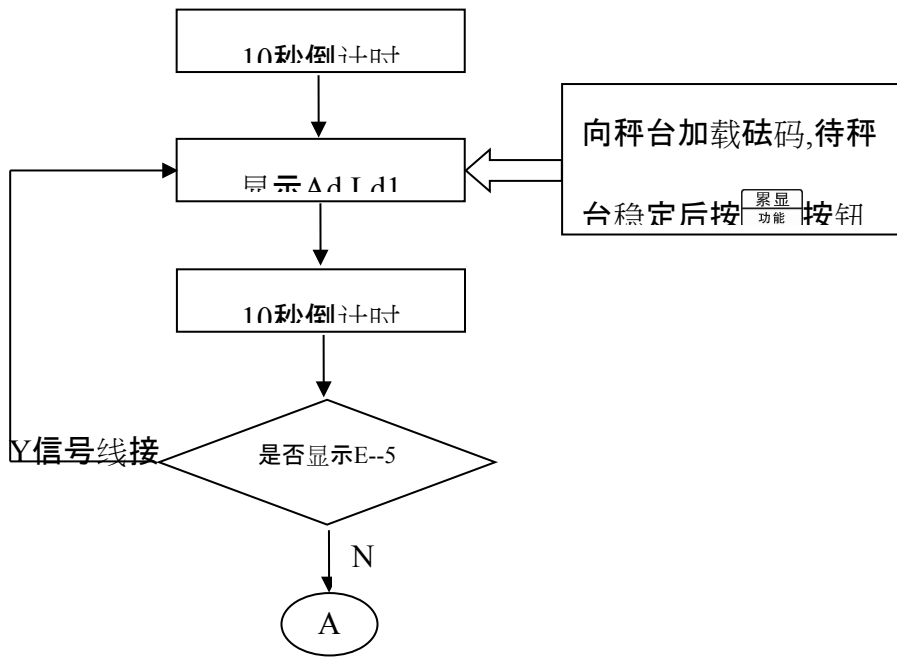 10秒倒计时
向秤台加载砝码,待秤
显示Ad Ld1
台稳定后按累显功能按钮
10秒倒计时
Y信号线接
是否显示E--5
N
A